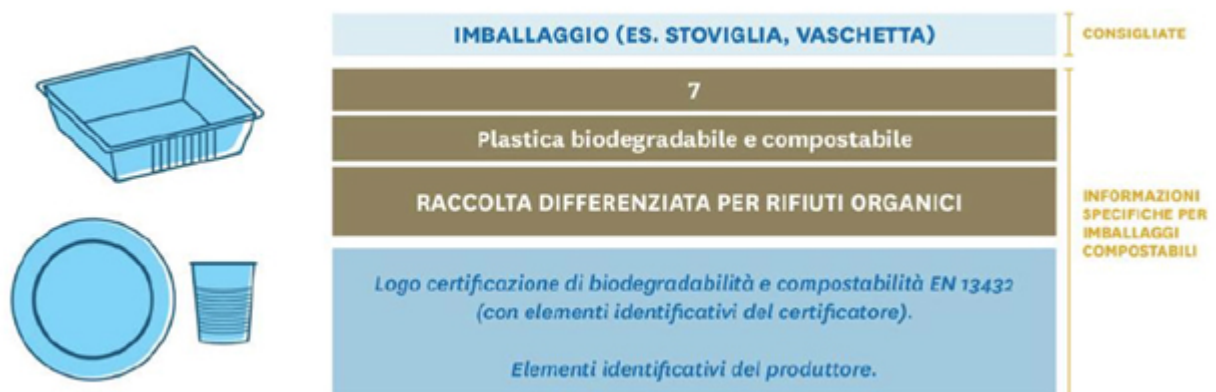 IMBALLAGGIO (ES. STOVIGLIA, VASCHETTA)
CONSIGLIATE
7
Plastica biodegradabile e compostabile
RACCOLTA DIFFERENZIATA PER RIFIUTI ORGANICI
INFORMAZIONI
SPECIFICHE PER
IMBALLAGGI
COMPOSTABILI
Logo certificazione di biodegradabilità e compostabilità EN 13432
(con elementi identificativi del certificatore).
Elementi identificativi del produttore.